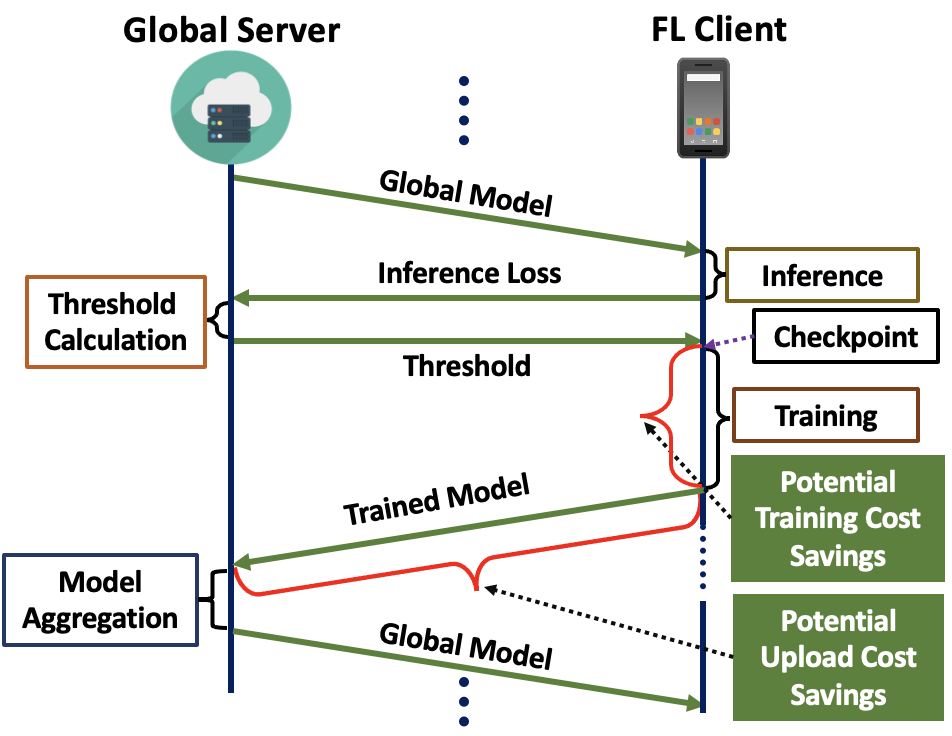 Global Server
FL Client
Global Model
Inference Loss
Inference
Threshold
Calculation
Checkpoint
Threshold
Training
Trained Model
Potential
Training Cost
Savings
Model
Aggregation
Global Model
Potential
Upload Cost
Savings